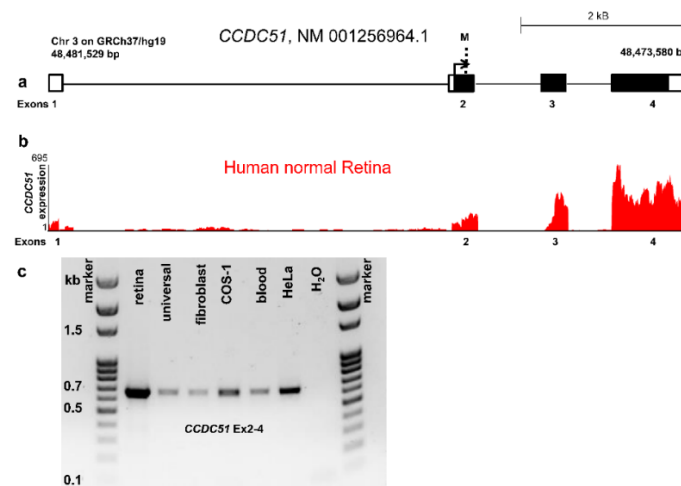 2 kB
CCDC51, NM 001256964.1
Chr 3 on GRCh37/hg19
48,481,529 bp
M
48,473,580 b
a
Exons 1 2 3 4
b
695
1
CCDC51
expression
Human normal Retina
Exons 1 2 3 4
c
kb
marker
retina
universal
fibroblast
COS-1
blood
HeLa
H₂O
marker
1.5
0.7
0.5
CCDC51 Ex2-4
0.1